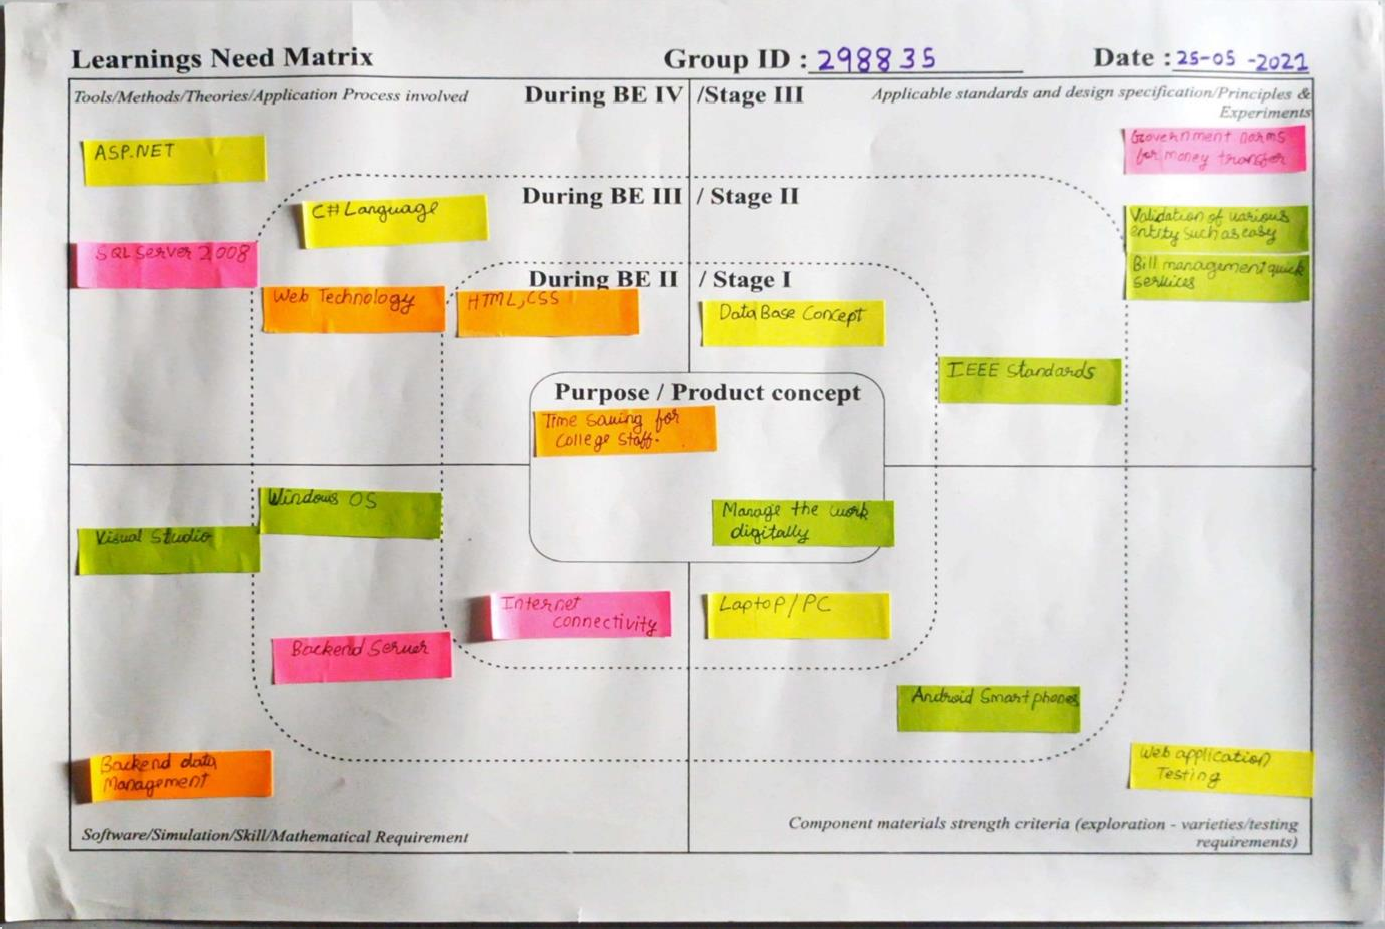 Learnings Need Matrix
Group ID : 298835
Date : 25-05-2021
Tools/Methods/Theories/Application Process involved
During BE IV /Stage III
Applicable standards and design specification/Principles &
Experiments
ASP.NET
Government norms
for money transfer
During BE III / Stage II
C# Language
Validation of various
entity such as easy
SQL Server 2008
Bill management quick
services
During BE II / Stage I
Web Technology
HTML,CSS
Data Base Concept
IEEE Standards
Purpose / Product concept
Time saving for
college staff.
Windows OS
Manage the work
digitally
Visual Studio
Internet
connectivity
Laptop/PC
Backend Server
Android Smartphones
Backend data
Management
Web application
Testing
Software/Simulation/Skill/Mathematical Requirement
Component materials strength criteria (exploration - varieties/testing
requirements)